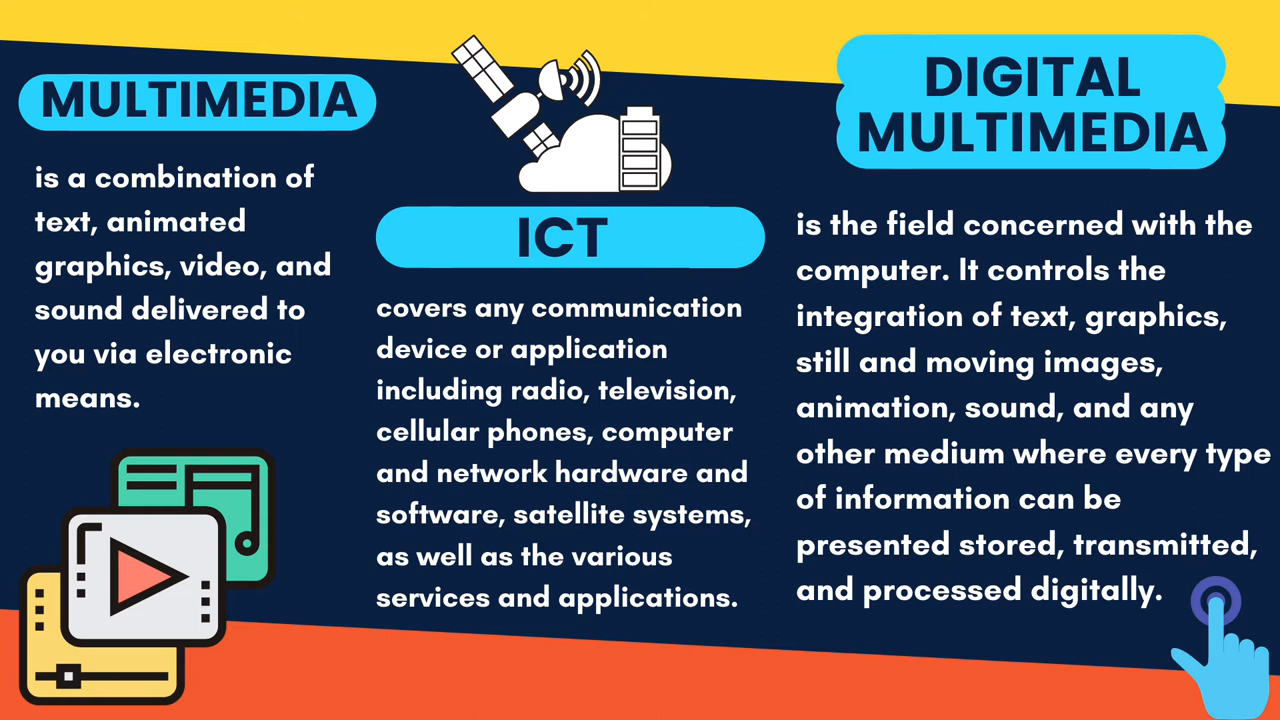 MULTIMEDIA
is a combination of
text, animated
graphics, video, and
sound delivered to
you via electronic
means.
ICT
covers any communication
device or application
including radio, television,
cellular phones, computer
and network hardware and
software, satellite systems,
as well as the various
services and applications.
DIGITAL
MULTIMEDIA
is the field concerned with the
computer. It controls the
integration of text, graphics,
still and moving images,
animation, sound, and any
other medium where every type
of information can be
presented stored, transmitted,
and processed digitally.